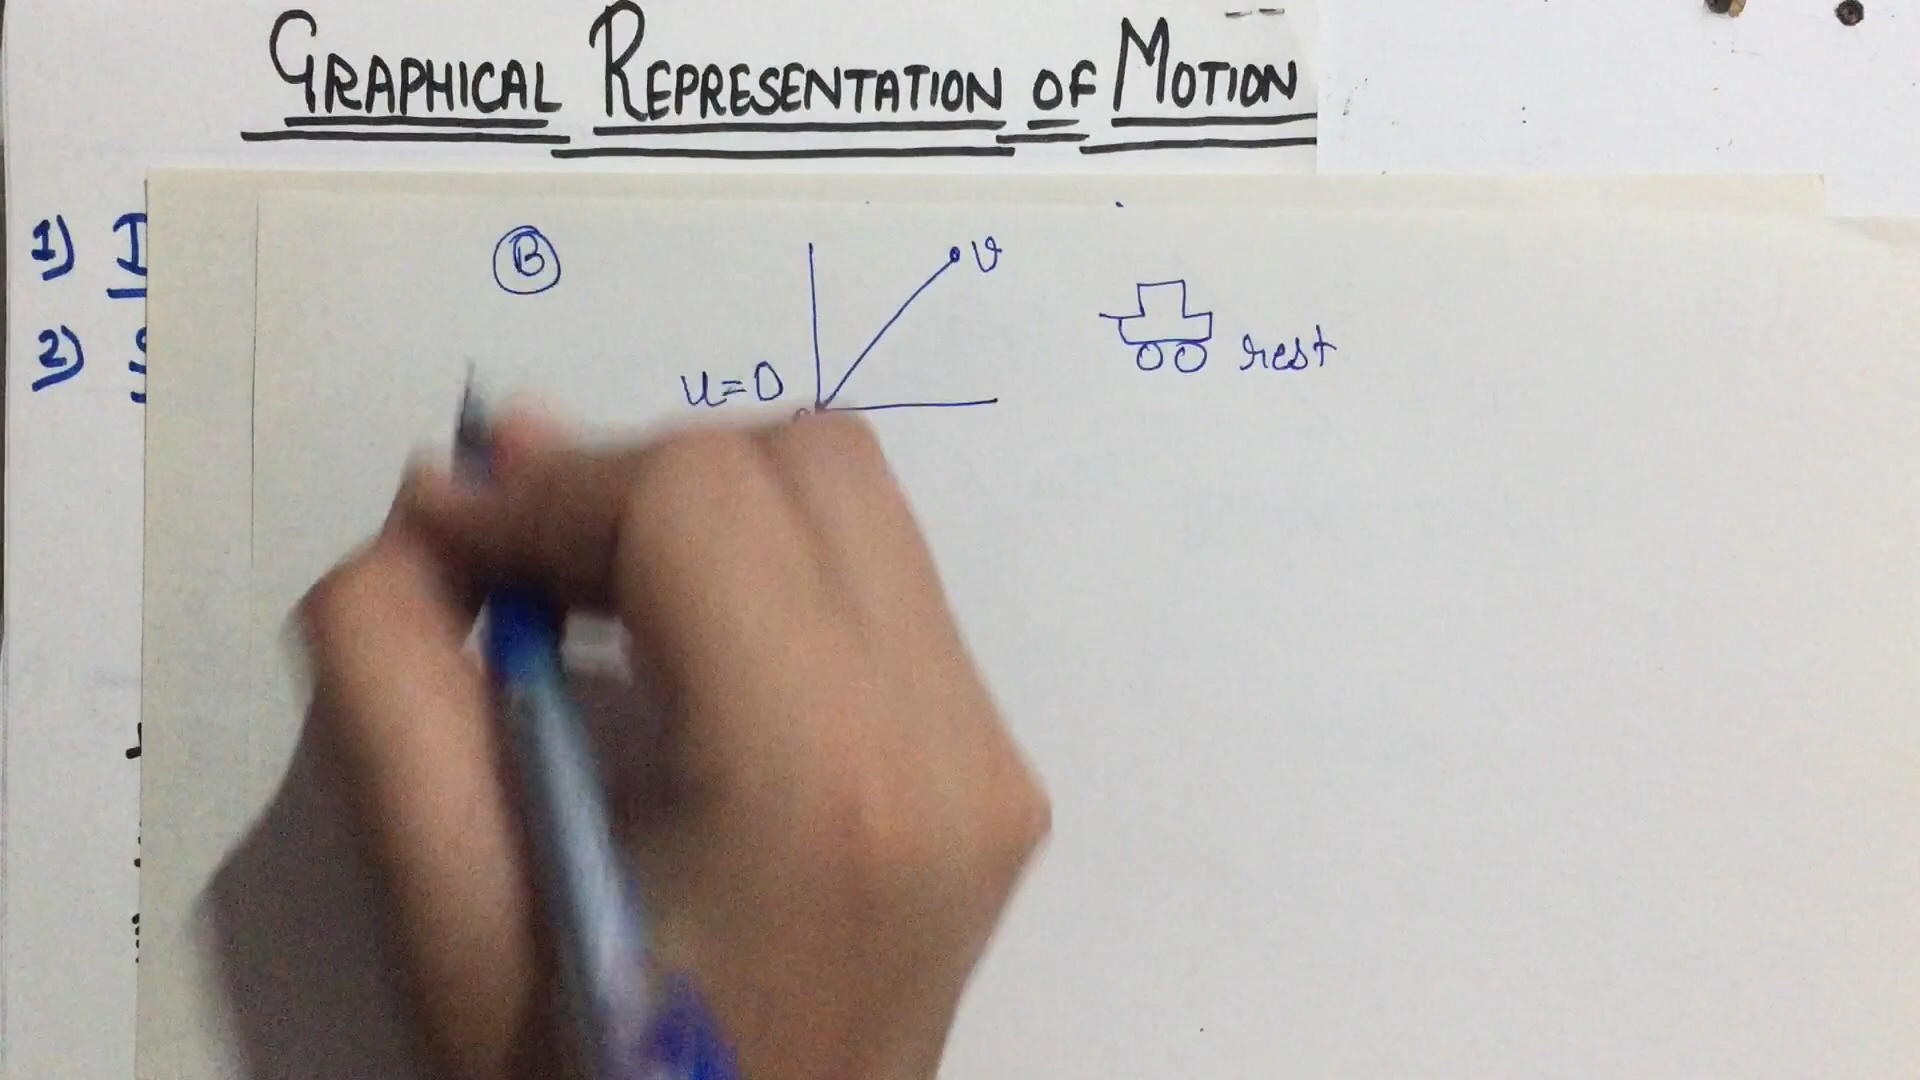 GRAPHICAL REPRESENTATION OF MOTION
1)
2)
B
v
u=0
rest